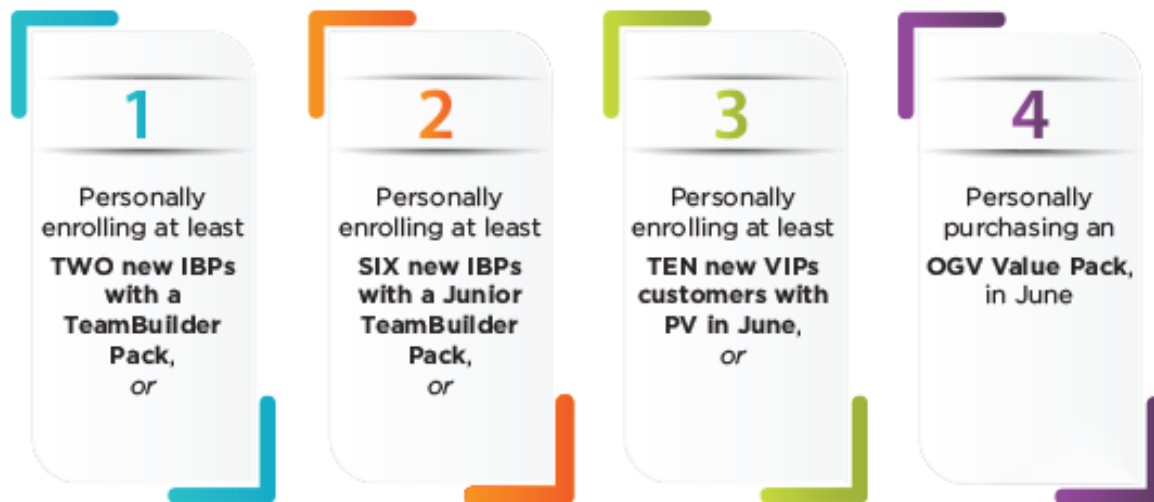 1
Personally
enrolling at least
TWO new IBPs
with a
TeamBuilder
Pack,
or
2
Personally
enrolling at least
SIX new IBPs
with a Junior
TeamBuilder
Pack,
or
3
Personally
enrolling at least
TEN new VIPs
customers with
PV in June,
or
4
Personally
purchasing an
OGV Value Pack,
in June